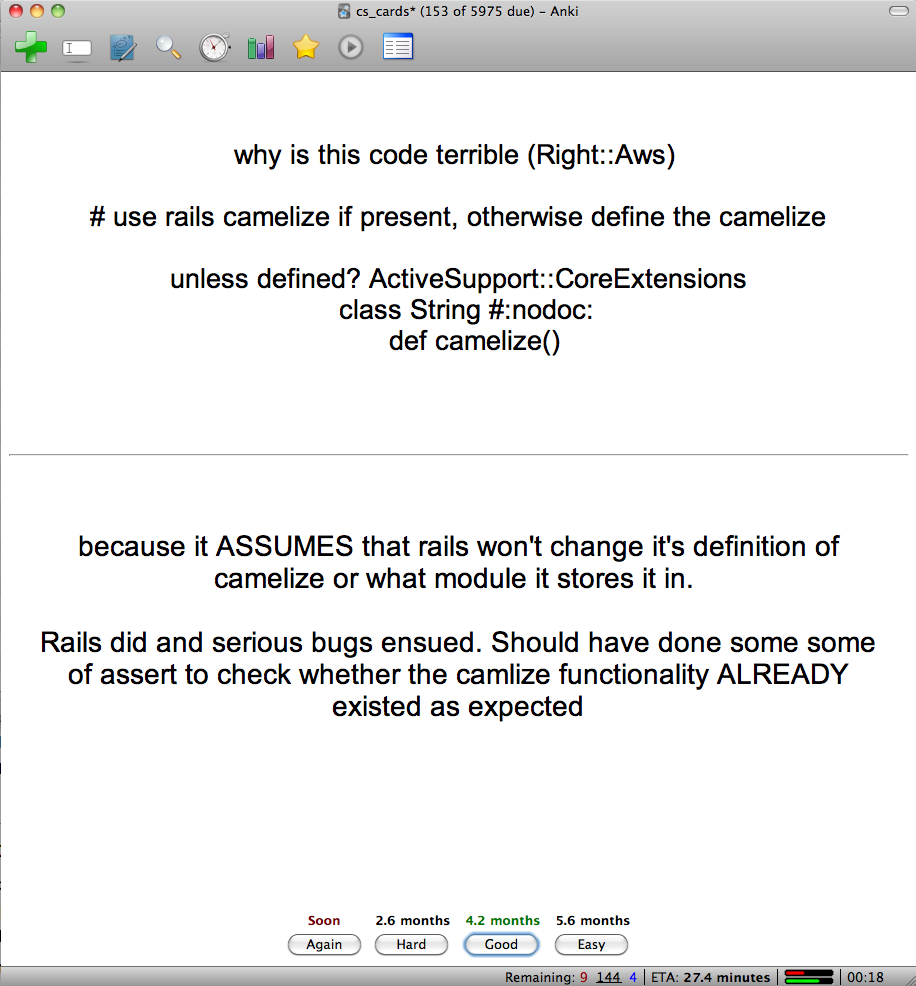 cs_cards* (153 of 5975 due) – Anki
why is this code terrible (Right::Aws)
# use rails camelize if present, otherwise define the camelize
unless defined? ActiveSupport::CoreExtensions
class String #:nodoc:
def camelize()
because it ASSUMES that rails won't change it's definition of
camelize or what module it stores it in.
Rails did and serious bugs ensued. Should have done some some
of assert to check whether the camlize functionality ALREADY
existed as expected
Soon 2.6 months 4.2 months 5.6 months
Again Hard Good Easy
Remaining: 9 144 4 ETA: 27.4 minutes 00:18